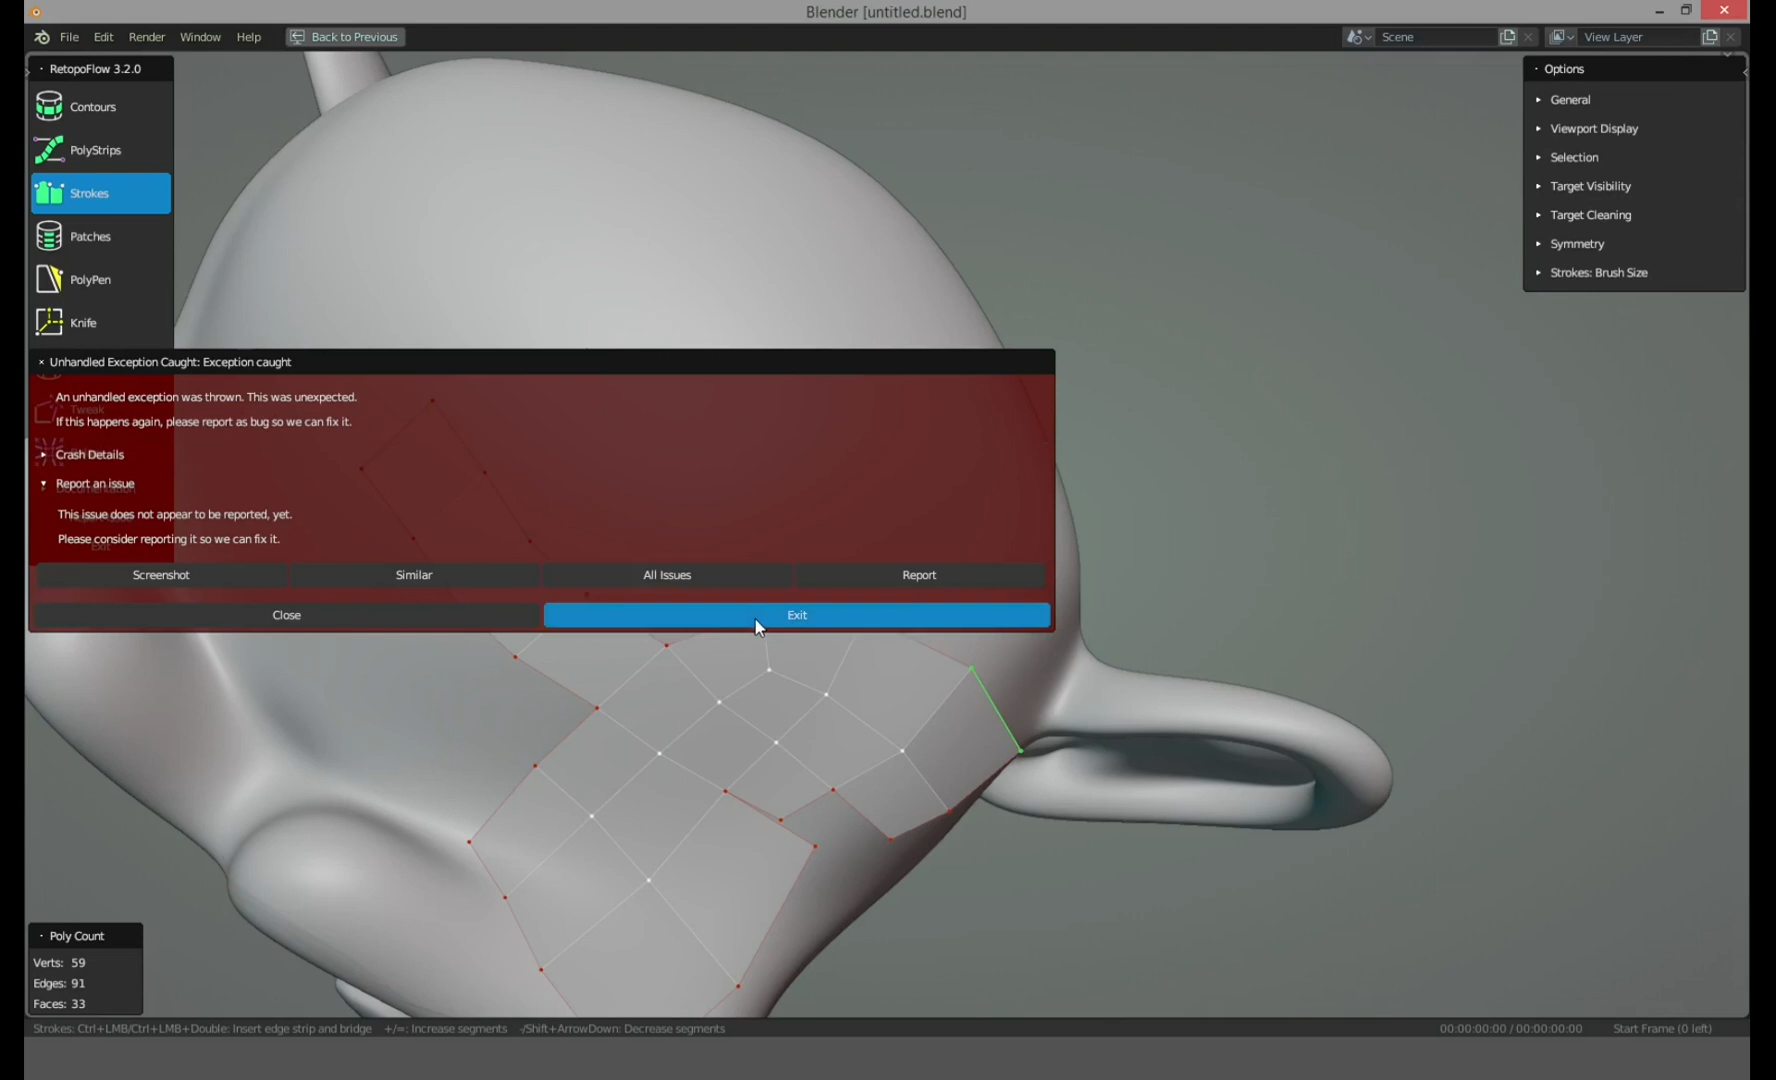 Blender [untitled.blend]
File Edit Render Window Help Back to Previous
Scene
View Layer
RetopoFlow 3.2.0
Contours
PolyStrips
Strokes
Patches
PolyPen
Knife
Options
General
Viewport Display
Selection
Target Visibility
Target Cleaning
Symmetry
Strokes: Brush Size
Unhandled Exception Caught: Exception caught
An unhandled exception was thrown. This was unexpected.
Tweak
If this happens again, please report as bug so we can fix it.
Crash Details
Report an issue
Documentation
This issue does not appear to be reported, yet.
Please consider reporting it so we can fix it.
Exit
Screenshot Similar All Issues Report
Close Exit
Poly Count
Verts: 59
Edges: 91
Faces: 33
Strokes: Ctrl+LMB/Ctrl+LMB+Double: Insert edge strip and bridge +/=: Increase segments -/Shift+ArrowDown: Decrease segments
00:00:00:00 / 00:00:00:00 Start Frame (0 left)